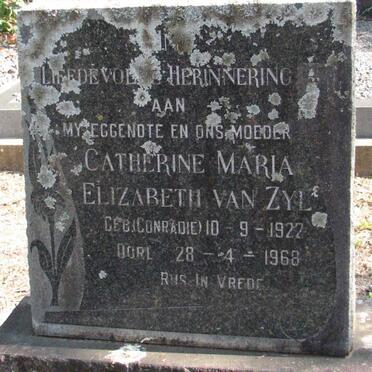 IN
LIEFDEVOLLE HERINNERING
AAN
MY EGGENOTE EN ONS MOEDER
CATHERINE MARIA
ELIZABETH VAN ZYL
GEB.(CONRADIE) 10-9-1922
OORL. 28-4-1968
RUS IN VREDE